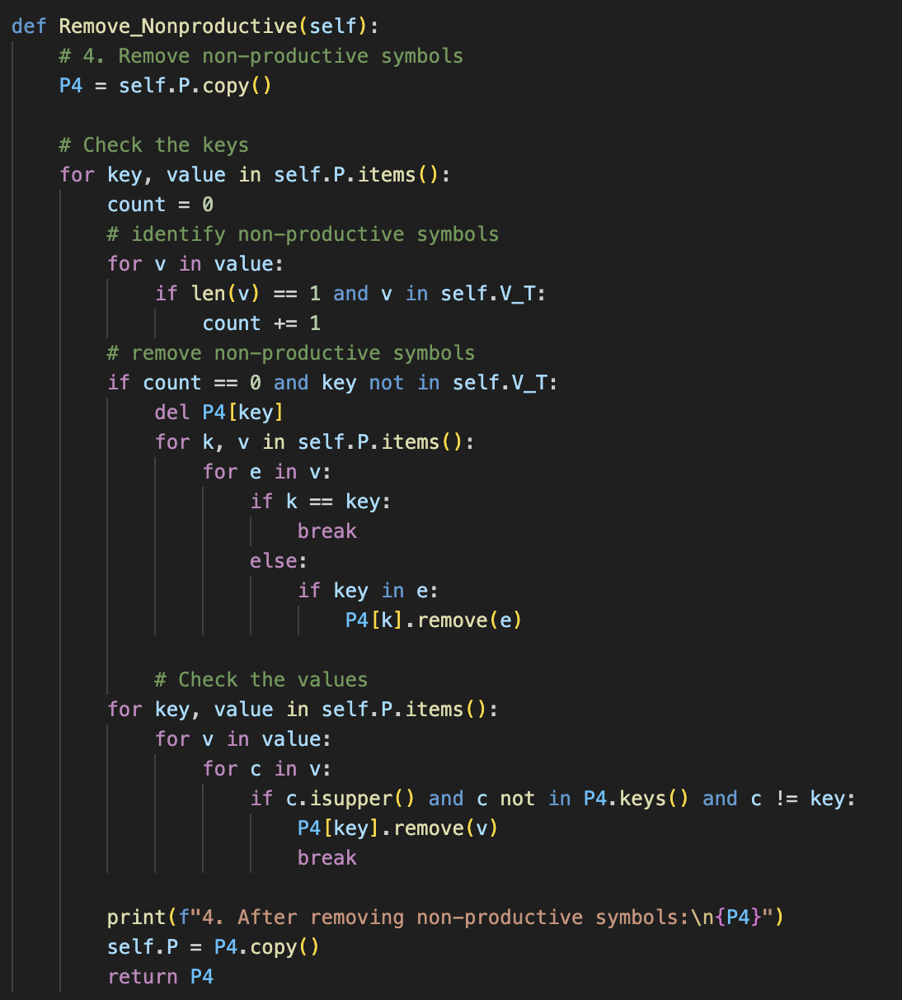 def Remove_Nonproductive(self):
    # 4. Remove non-productive symbols
    P4 = self.P.copy()

    # Check the keys
    for key, value in self.P.items():
        count = 0
        # identify non-productive symbols
        for v in value:
            if len(v) == 1 and v in self.V_T:
                count += 1
        # remove non-productive symbols
        if count == 0 and key not in self.V_T:
            del P4[key]
            for k, v in self.P.items():
                for e in v:
                    if k == key:
                        break
                    else:
                        if key in e:
                            P4[k].remove(e)

            # Check the values
        for key, value in self.P.items():
            for v in value:
                for c in v:
                    if c.isupper() and c not in P4.keys() and c != key:
                        P4[key].remove(v)
                        break

        print(f"4. After removing non-productive symbols:\n{P4}")
        self.P = P4.copy()
        return P4